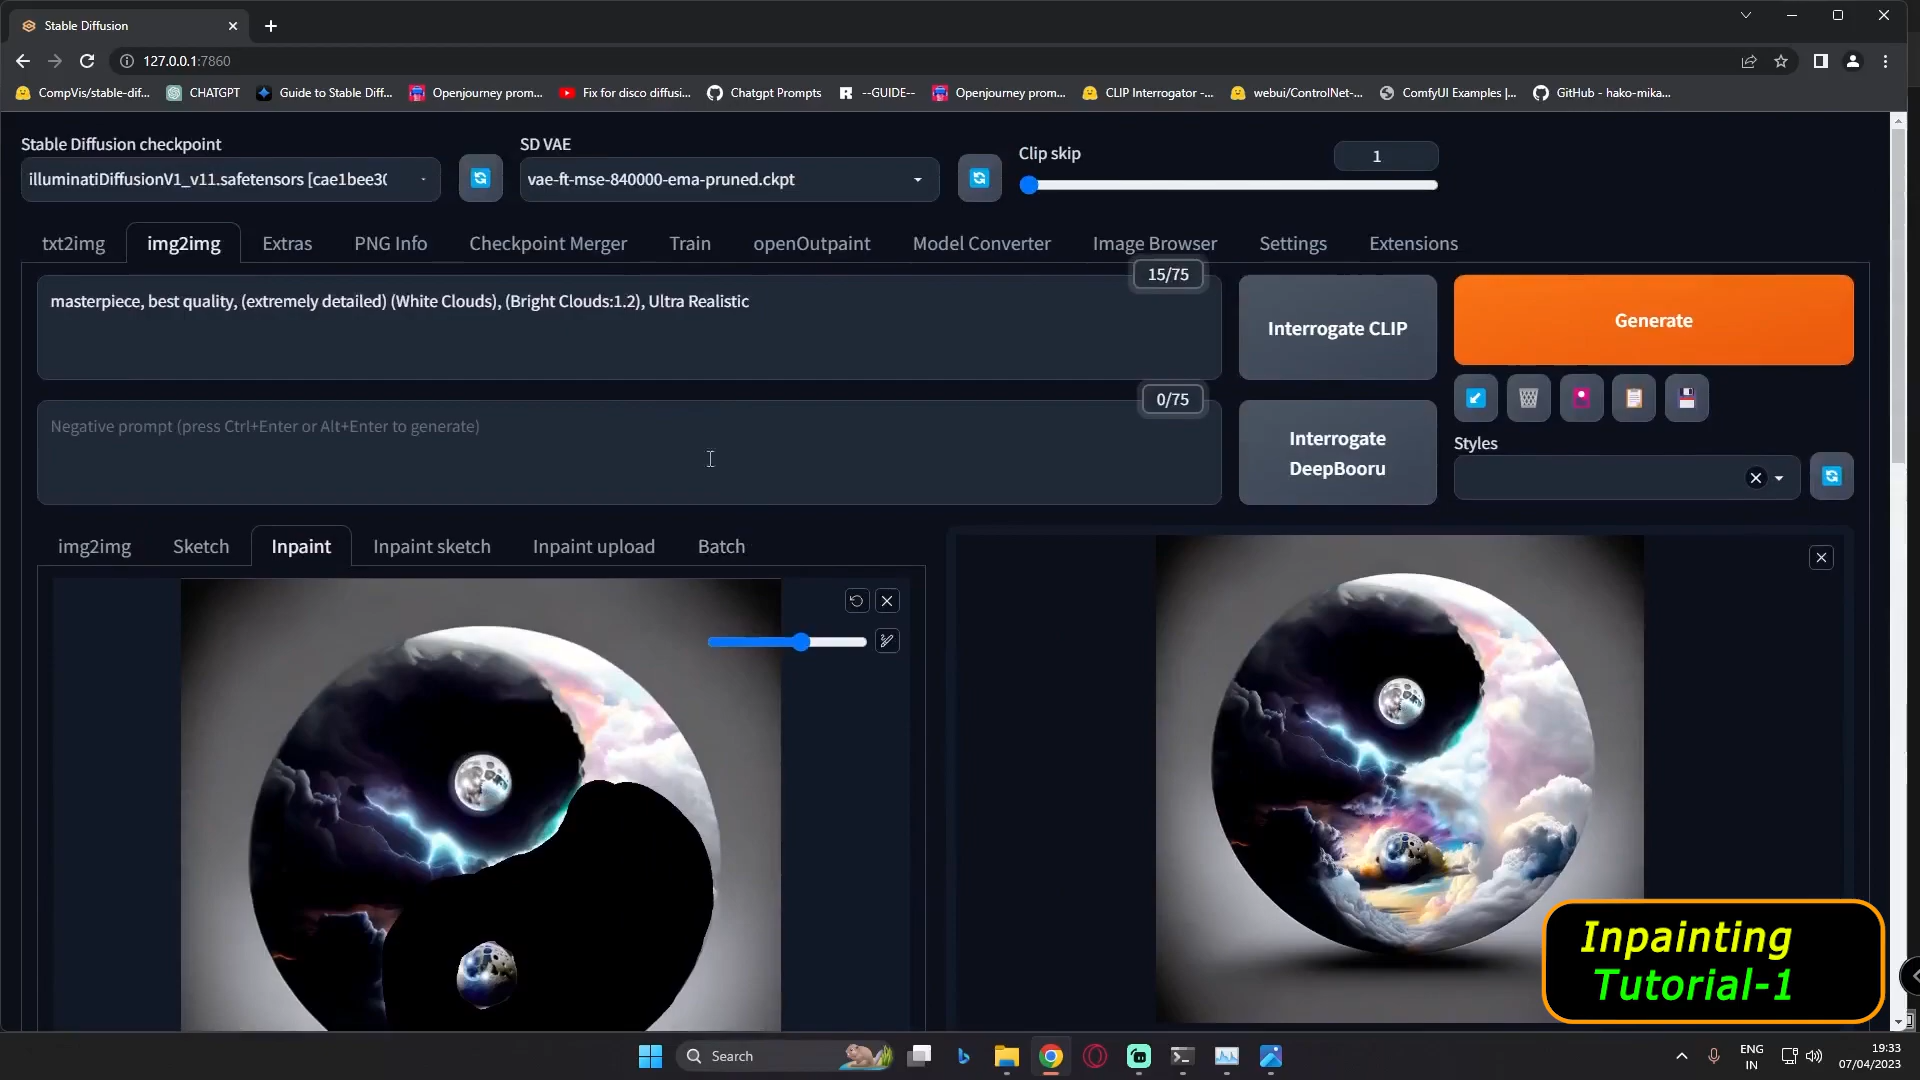 Stable Diffusion
127.0.0.1:7860
CompVis/stable-dif...
CHATGPT
Guide to Stable Diff...
Openjourney prom...
Fix for disco diffusi...
Chatgpt Prompts
--GUIDE--
Openjourney prom...
CLIP Interrogator -...
webui/ControlNet-...
ComfyUI Examples |...
GitHub - hako-mika...
Stable Diffusion checkpoint
SD VAE
Clip skip
1
illuminatiDiffusionV1_v11.safetensors [cae1bee30
vae-ft-mse-840000-ema-pruned.ckpt
txt2img
img2img
Extras
PNG Info
Checkpoint Merger
Train
openOutpaint
Model Converter
Image Browser
Settings
Extensions
15/75
masterpiece, best quality, (extremely detailed) (White Clouds), (Bright Clouds:1.2), Ultra Realistic
Interrogate CLIP
Generate
0/75
Negative prompt (press Ctrl+Enter or Alt+Enter to generate)
Interrogate
DeepBooru
Styles
img2img
Sketch
Inpaint
Inpaint sketch
Inpaint upload
Batch
Inpainting
Tutorial-1
Search
ENG
IN
19:33
07/04/2023